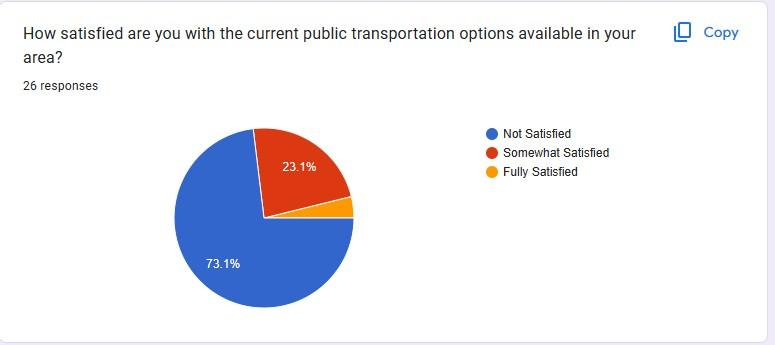 How satisfied are you with the current public transportation options available in your
area?
Copy
26 responses
Not Satisfied
Somewhat Satisfied
Fully Satisfied
23.1%
73.1%